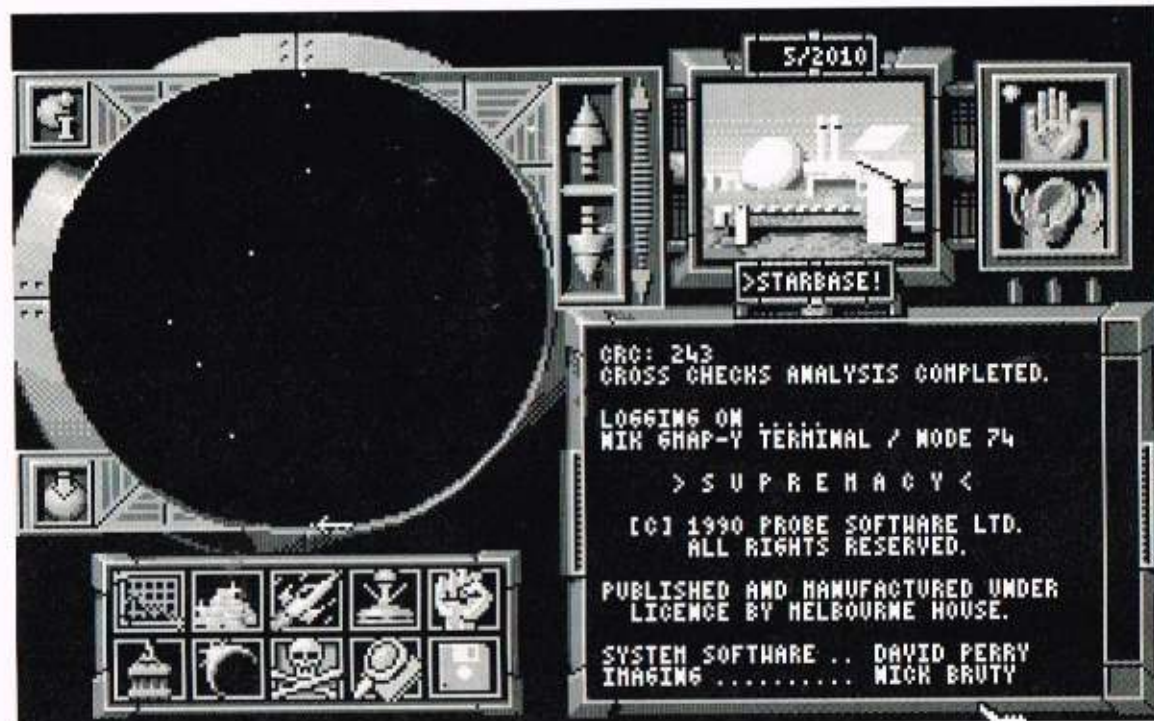 5/2010
>STARBASE!
CRC: 243
CROSS CHECKS ANALYSIS COMPLETED.
LOGGING ON .....
NIK GMAP-Y TERMINAL / NODE 74
> S U P R E M A C Y <
[C] 1990 PROBE SOFTWARE LTD.
ALL RIGHTS RESERVED.
PUBLISHED AND MANUFACTURED UNDER
LICENCE BY MELBOURNE HOUSE.
SYSTEM SOFTWARE .. DAVID PERRY
IMAGING .......... NICK BRUTY